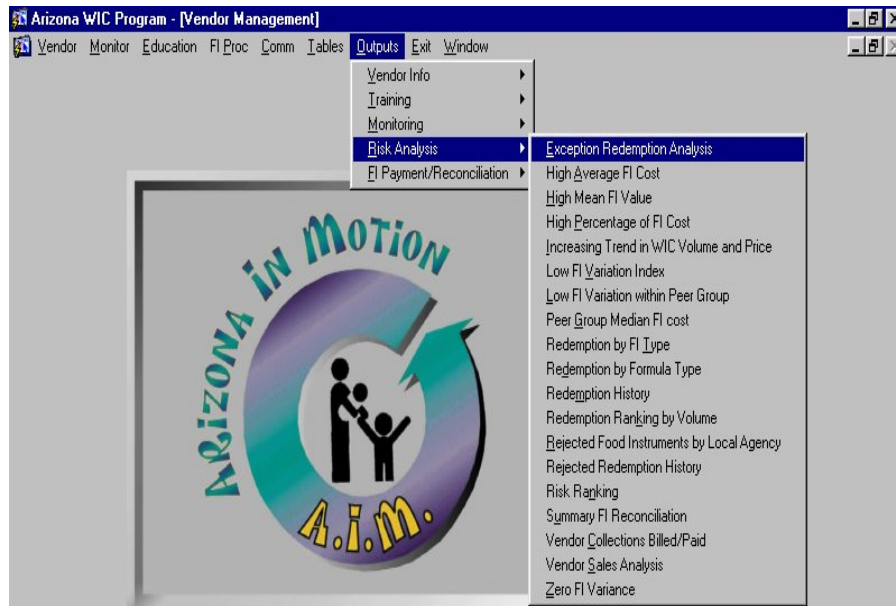 Arizona WIC Program - [Vendor Management]
Vendor Monitor Education FI Proc Comm Tables Outputs Exit Window
Vendor Info
Training
Monitoring
Risk Analysis
FI Payment/Reconciliation
Exception Redemption Analysis
High Average FI Cost
High Mean FI Value
High Percentage of FI Cost
Increasing Trend in WIC Volume and Price
Low FI Variation Index
Low FI Variation within Peer Group
Peer Group Median FI cost
Redemption by FI Type
Redemption by Formula Type
Redemption History
Redemption Ranking by Volume
Rejected Food Instruments by Local Agency
Rejected Redemption History
Risk Ranking
Summary FI Reconciliation
Vendor Collections Billed/Paid
Vendor Sales Analysis
Zero FI Variance
ARiZONA iN MOTiON
A.i.M.